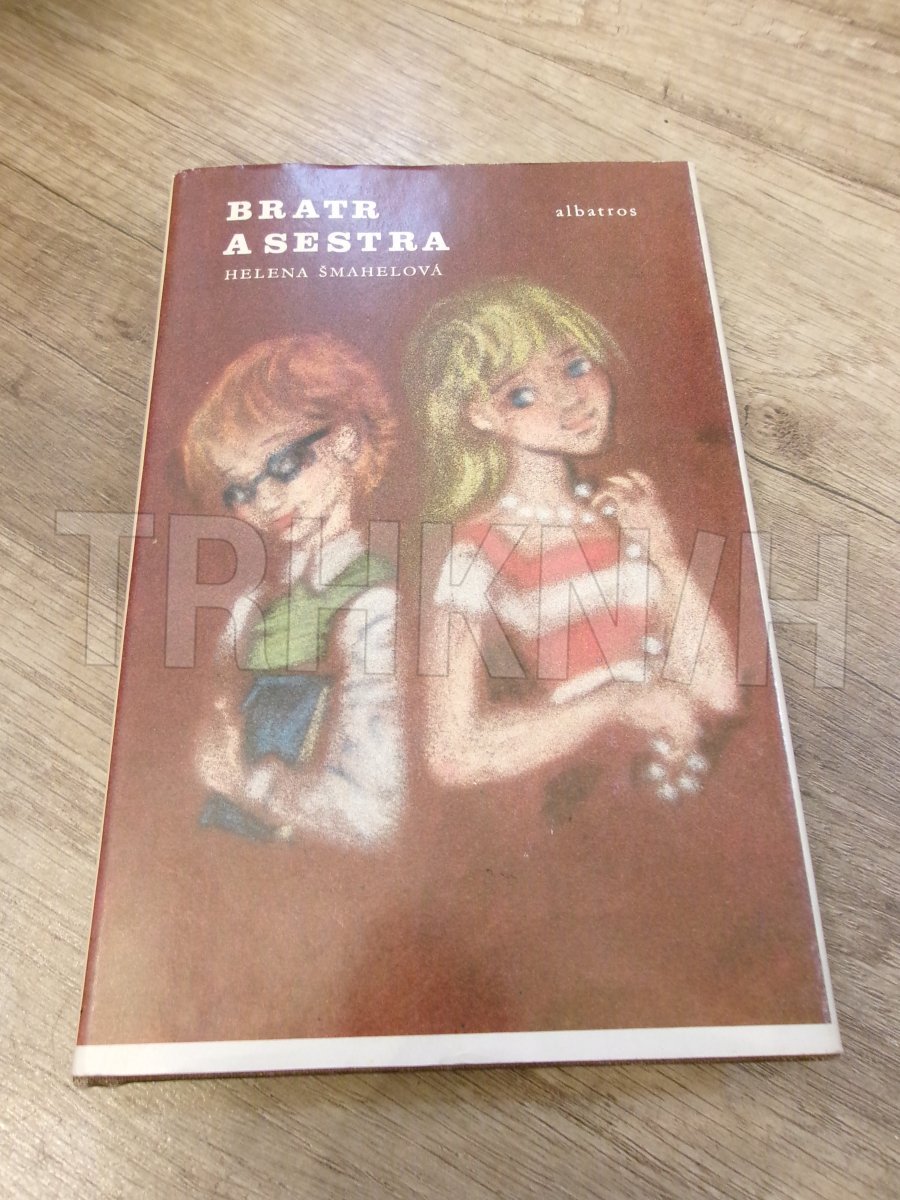 BRATR
A SESTRA
HELENA ŠMAHELOVÁ
albatros
TRHKNIH